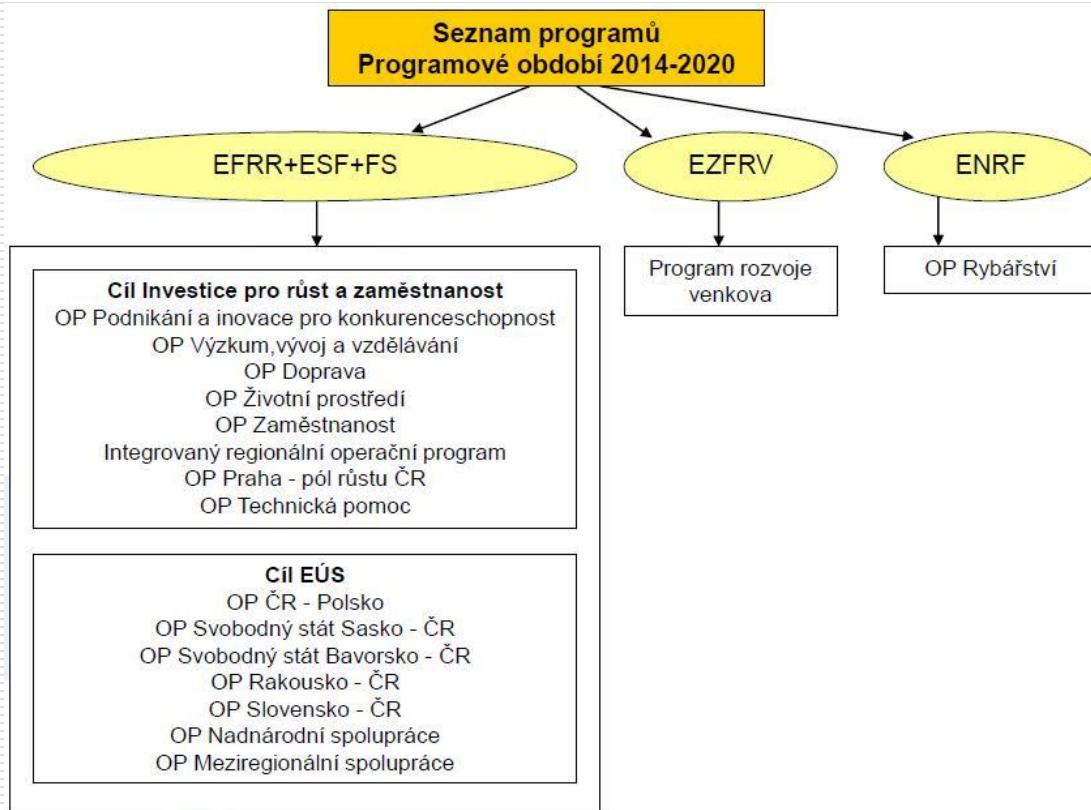 Seznam programů
Programové období 2014-2020
EFRR+ESF+FS
EZFRV
ENRF
Cíl Investice pro růst a zaměstnanost
OP Podnikání a inovace pro konkurenceschopnost
OP Výzkum,vývoj a vzdělávání
OP Doprava
OP Životní prostředí
OP Zaměstnanost
Integrovaný regionální operační program
OP Praha - pól růstu ČR
OP Technická pomoc
Cíl EÚS
OP ČR - Polsko
OP Svobodný stát Sasko - ČR
OP Svobodný stát Bavorsko - ČR
OP Rakousko - ČR
OP Slovensko - ČR
OP Nadnárodní spolupráce
OP Meziregionální spolupráce
Program rozvoje
venkova
OP Rybářství